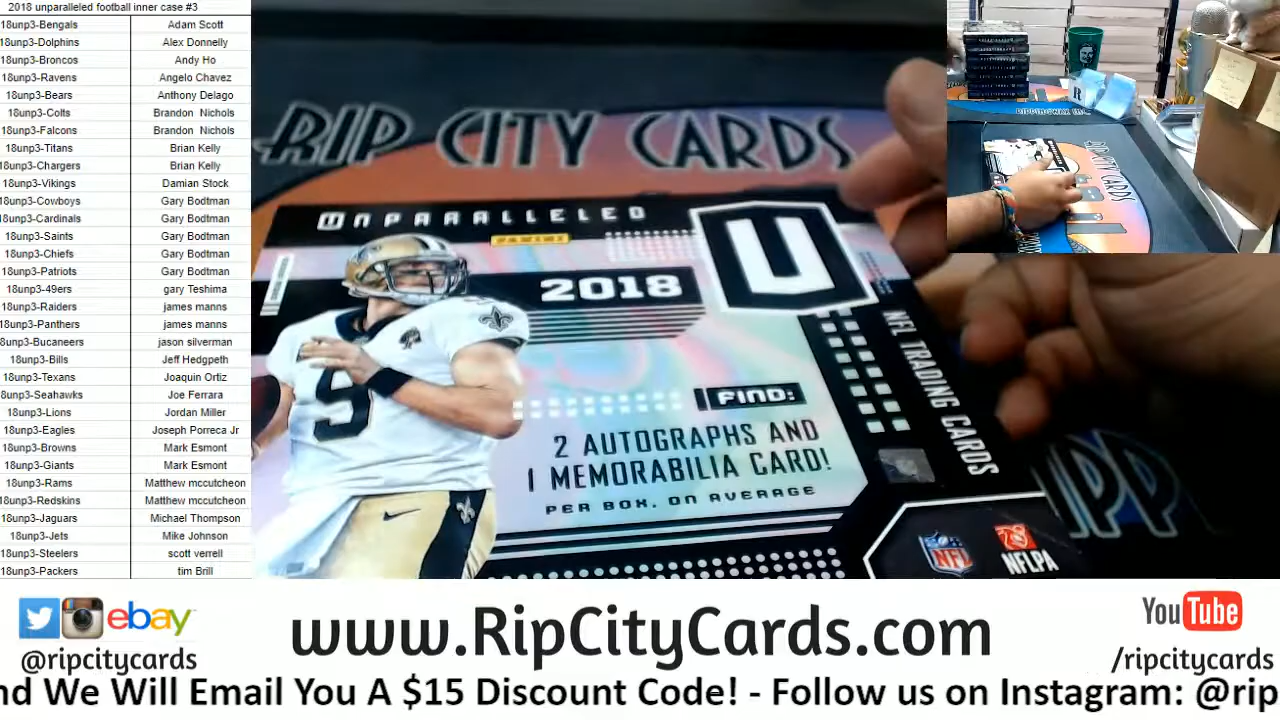 2018 unparalleled football inner case #3
18unp3-Bengals Adam Scott
18unp3-Dolphins Alex Donnelly
18unp3-Broncos Andy Ho
18unp3-Ravens Angelo Chavez
18unp3-Bears Anthony Delago
18unp3-Colts Brandon Nichols
18unp3-Falcons Brandon Nichols
18unp3-Titans Brian Kelly
18unp3-Chargers Brian Kelly
18unp3-Vikings Damian Stock
18unp3-Cowboys Gary Bodtman
18unp3-Cardinals Gary Bodtman
18unp3-Saints Gary Bodtman
18unp3-Chiefs Gary Bodtman
18unp3-Patriots Gary Bodtman
18unp3-49ers gary Teshima
18unp3-Raiders james manns
18unp3-Panthers james manns
18unp3-Bucaneers jason silverman
18unp3-Bills Jeff Hedgpeth
18unp3-Texans Joaquin Ortiz
18unp3-Seahawks Joe Ferrara
18unp3-Lions Jordan Miller
18unp3-Eagles Joseph Porreca Jr
18unp3-Browns Mark Esmont
18unp3-Giants Mark Esmont
18unp3-Rams Matthew mccutcheon
18unp3-Redskins Matthew mccutcheon
18unp3-Jaguars Michael Thompson
18unp3-Jets Mike Johnson
18unp3-Steelers scott verrell
18unp3-Packers tim Brill
RIP CITY CARDS
UNPARALLELED
PANINI
U
2018
NFL TRADING CARDS
FIND:
2 AUTOGRAPHS AND
1 MEMORABILIA CARD!
PER BOX, ON AVERAGE
5
NFL
NFLPA
IPP
RIP CITY CARDS
ebay
@ripcitycards
www.RipCityCards.com
YouTube
/ripcitycards
nd We Will Email You A $15 Discount Code! - Follow us on Instagram: @rip